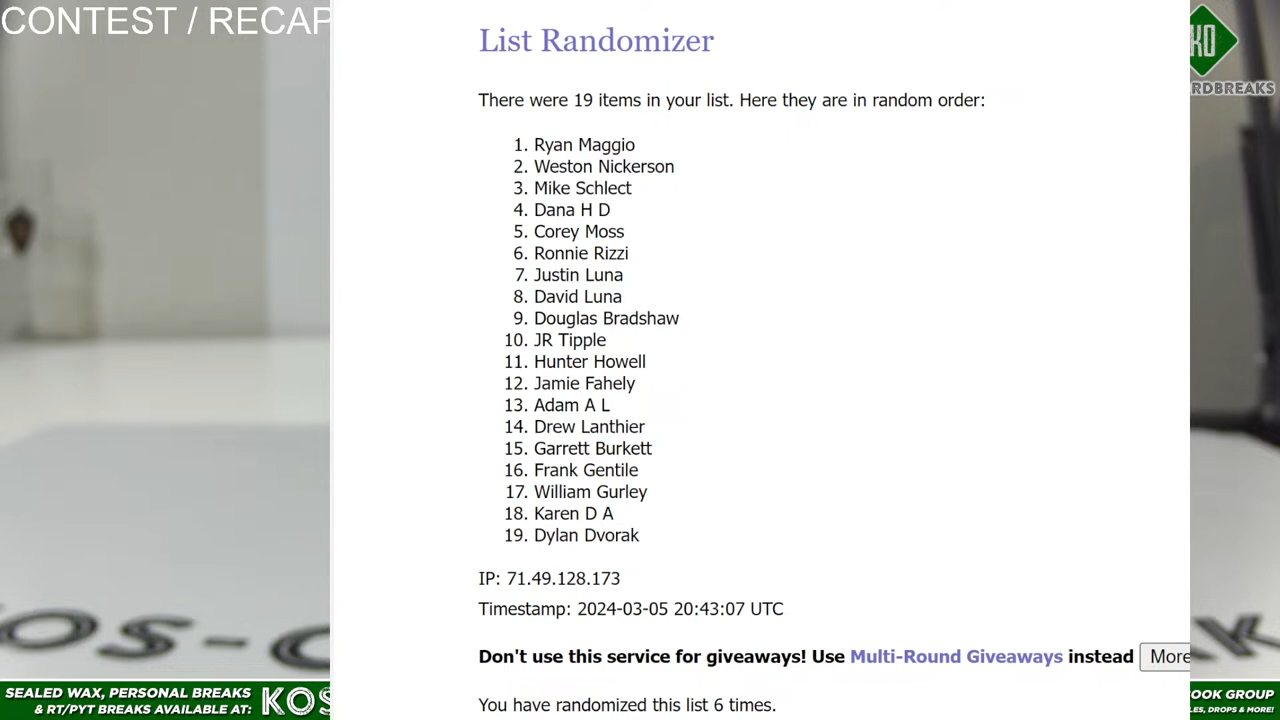 CONTEST / RECAP
List Randomizer
There were 19 items in your list. Here they are in random order:
1. Ryan Maggio
2. Weston Nickerson
3. Mike Schlect
4. Dana H D
5. Corey Moss
6. Ronnie Rizzi
7. Justin Luna
8. David Luna
9. Douglas Bradshaw
10. JR Tipple
11. Hunter Howell
12. Jamie Fahely
13. Adam A L
14. Drew Lanthier
15. Garrett Burkett
16. Frank Gentile
17. William Gurley
18. Karen D A
19. Dylan Dvorak
IP: 71.49.128.173
Timestamp: 2024-03-05 20:43:07 UTC
Don't use this service for giveaways! Use Multi-Round Giveaways instead More
You have randomized this list 6 times.
KO
RDBREAKS
OS-C
K
SEALED WAX, PERSONAL BREAKS
& RT/PYT BREAKS AVAILABLE AT: KOS
OOK GROUP
LES, DROPS & MORE!